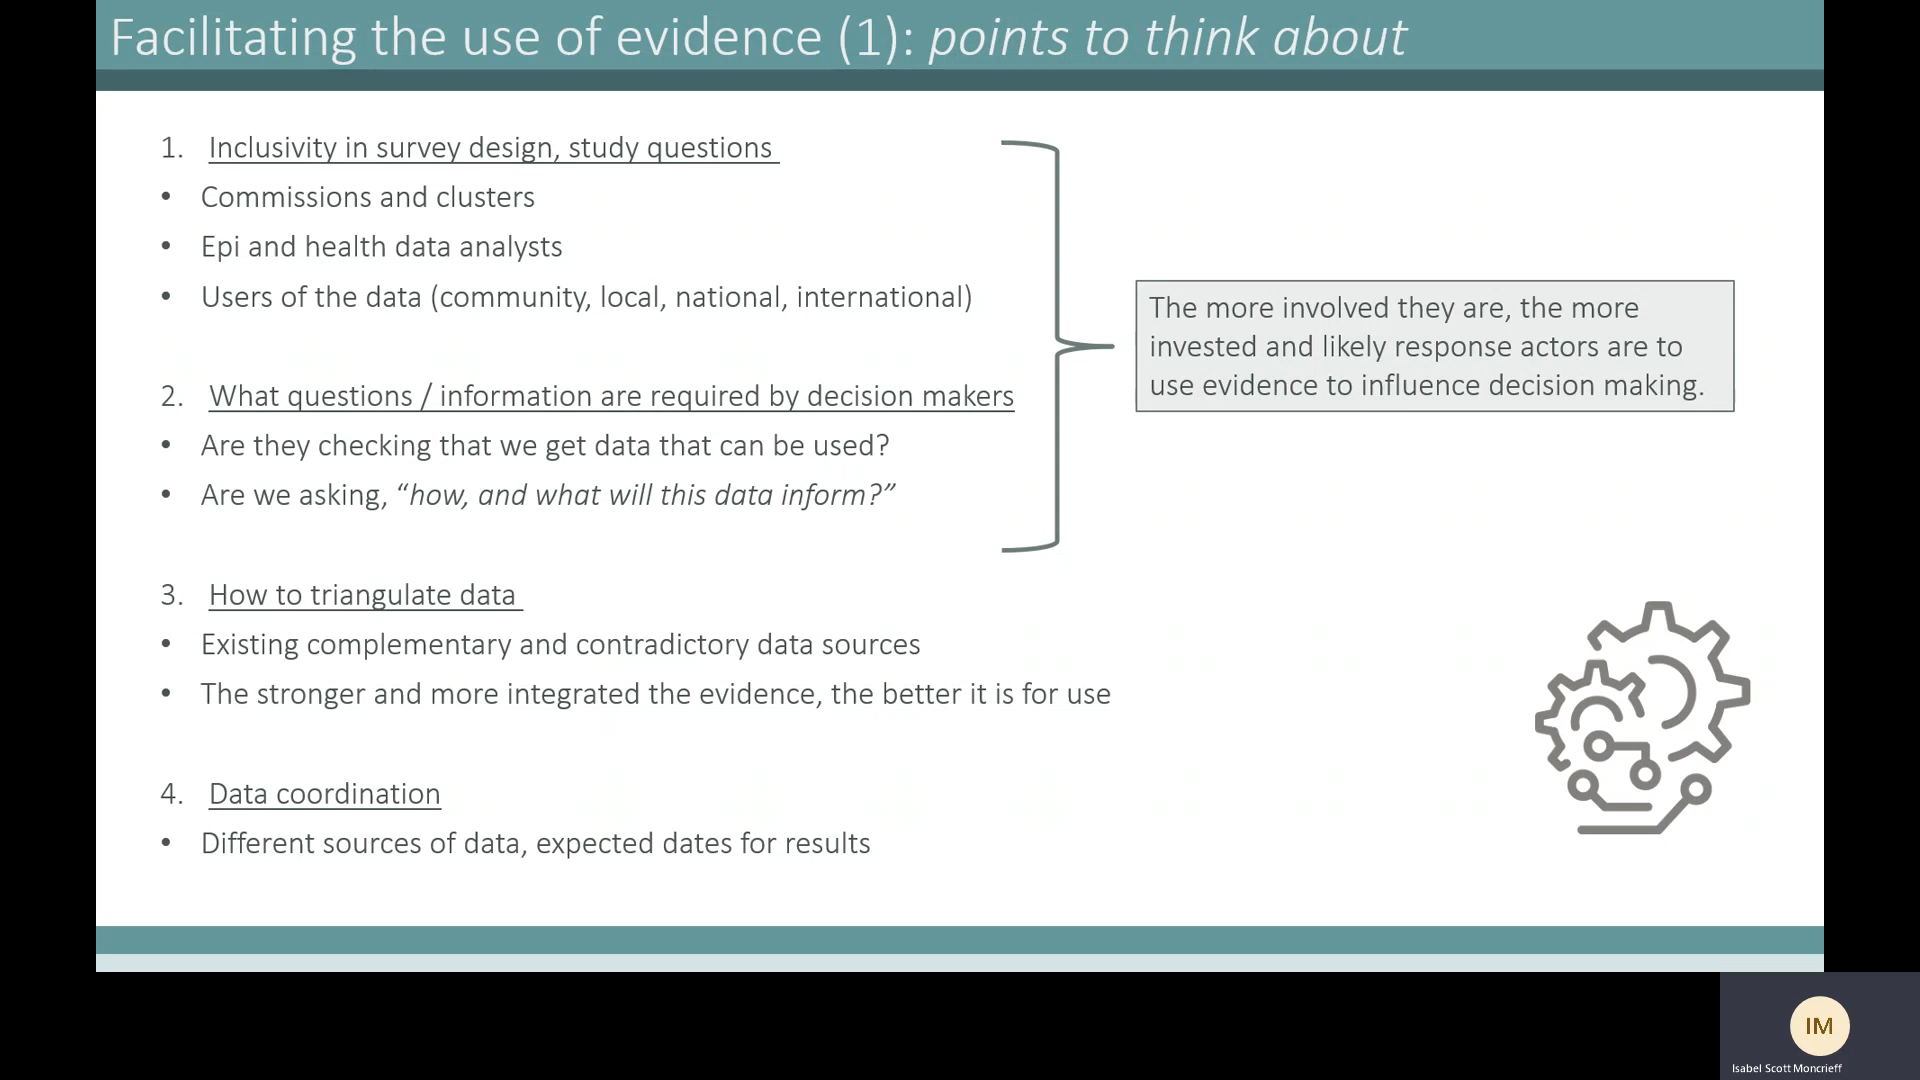 Facilitating the use of evidence (1): points to think about
1. Inclusivity in survey design, study questions
• Commissions and clusters
• Epi and health data analysts
• Users of the data (community, local, national, international)
2. What questions / information are required by decision makers
• Are they checking that we get data that can be used?
• Are we asking, “how, and what will this data inform?”
The more involved they are, the more
invested and likely response actors are to
use evidence to influence decision making.
3. How to triangulate data
• Existing complementary and contradictory data sources
• The stronger and more integrated the evidence, the better it is for use
4. Data coordination
• Different sources of data, expected dates for results
IM
Isabel Scott Moncrieff